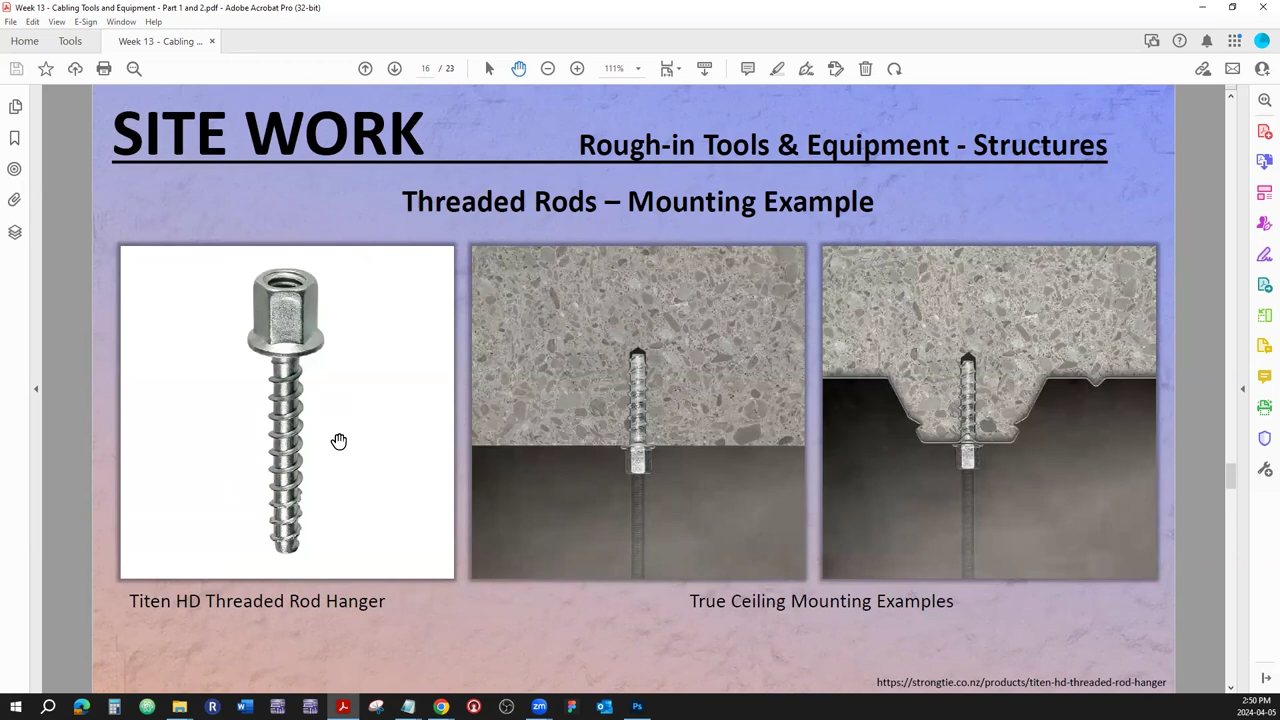 Week 13 - Cabling Tools and Equipment - Part 1 and 2.pdf - Adobe Acrobat Pro (32-bit)
File Edit View E-Sign Window Help
Home Tools Week 13 - Cabling ... ×
16 / 23 111%
SITE WORK
Rough-in Tools & Equipment - Structures
Threaded Rods – Mounting Example
Titen HD Threaded Rod Hanger
True Ceiling Mounting Examples
https://strongtie.co.nz/products/titen-hd-threaded-rod-hanger
2:50 PM
2024-04-05